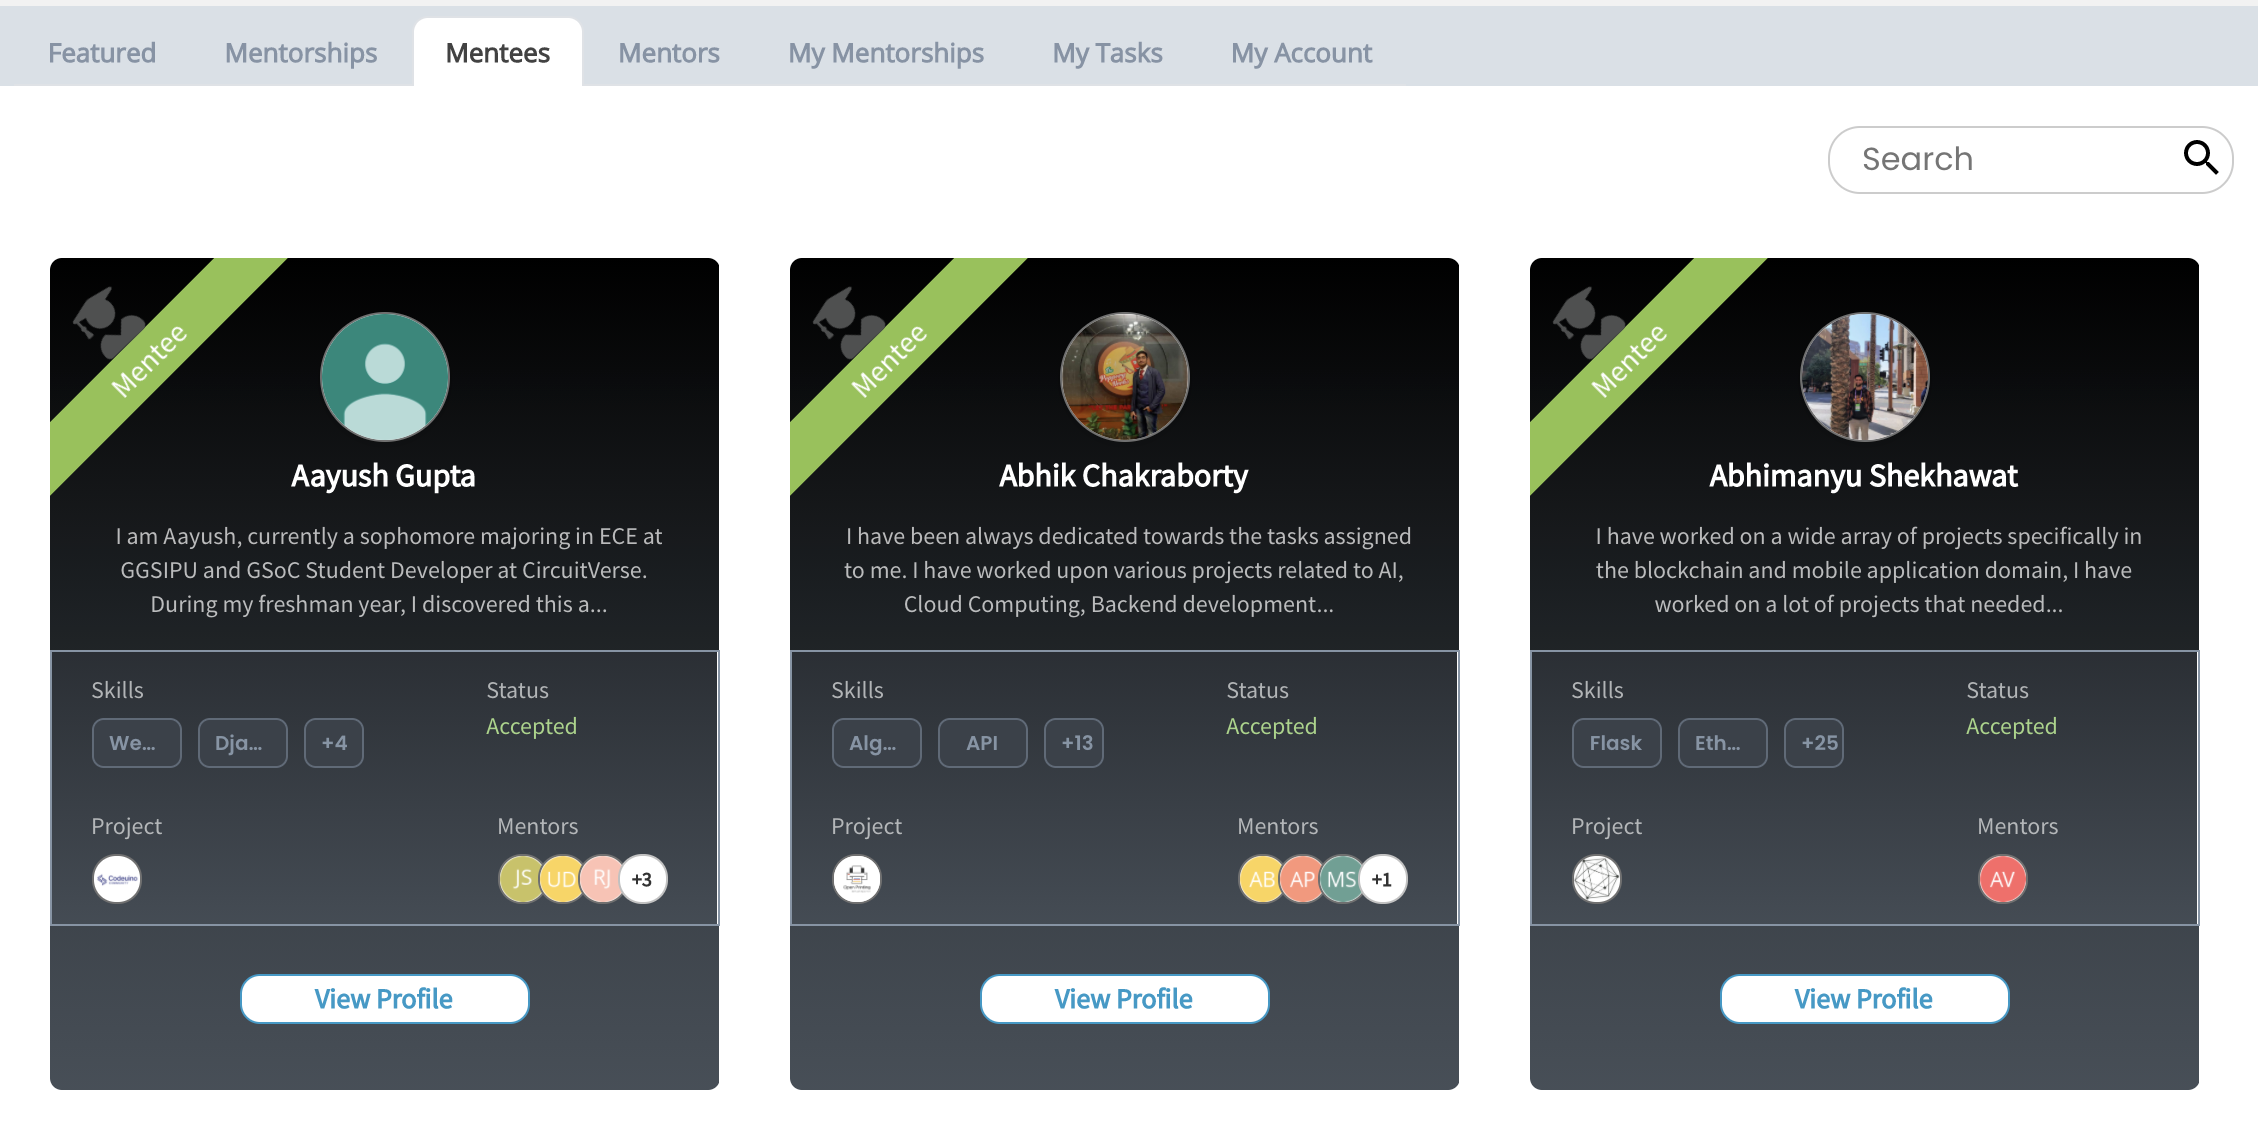 Featured
Mentorships
Mentees
Mentors
My Mentorships
My Tasks
My Account
Search
Mentee
Aayush Gupta
I am Aayush, currently a sophomore majoring in ECE at
GGSIPU and GSoC Student Developer at CircuitVerse.
During my freshman year, I discovered this a...
Skills
Status
We...
Dja...
+4
Accepted
Project
Mentors
Codeuino
JS
UD
RJ
+3
View Profile
Mentee
Abhik Chakraborty
I have been always dedicated towards the tasks assigned
to me. I have worked upon various projects related to AI,
Cloud Computing, Backend development...
Skills
Status
Alg...
API
+13
Accepted
Project
Mentors
Open Printing
AB
AP
MS
+1
View Profile
Mentee
Abhimanyu Shekhawat
I have worked on a wide array of projects specifically in
the blockchain and mobile application domain, I have
worked on a lot of projects that needed...
Skills
Status
Flask
Eth...
+25
Accepted
Project
Mentors
AV
View Profile